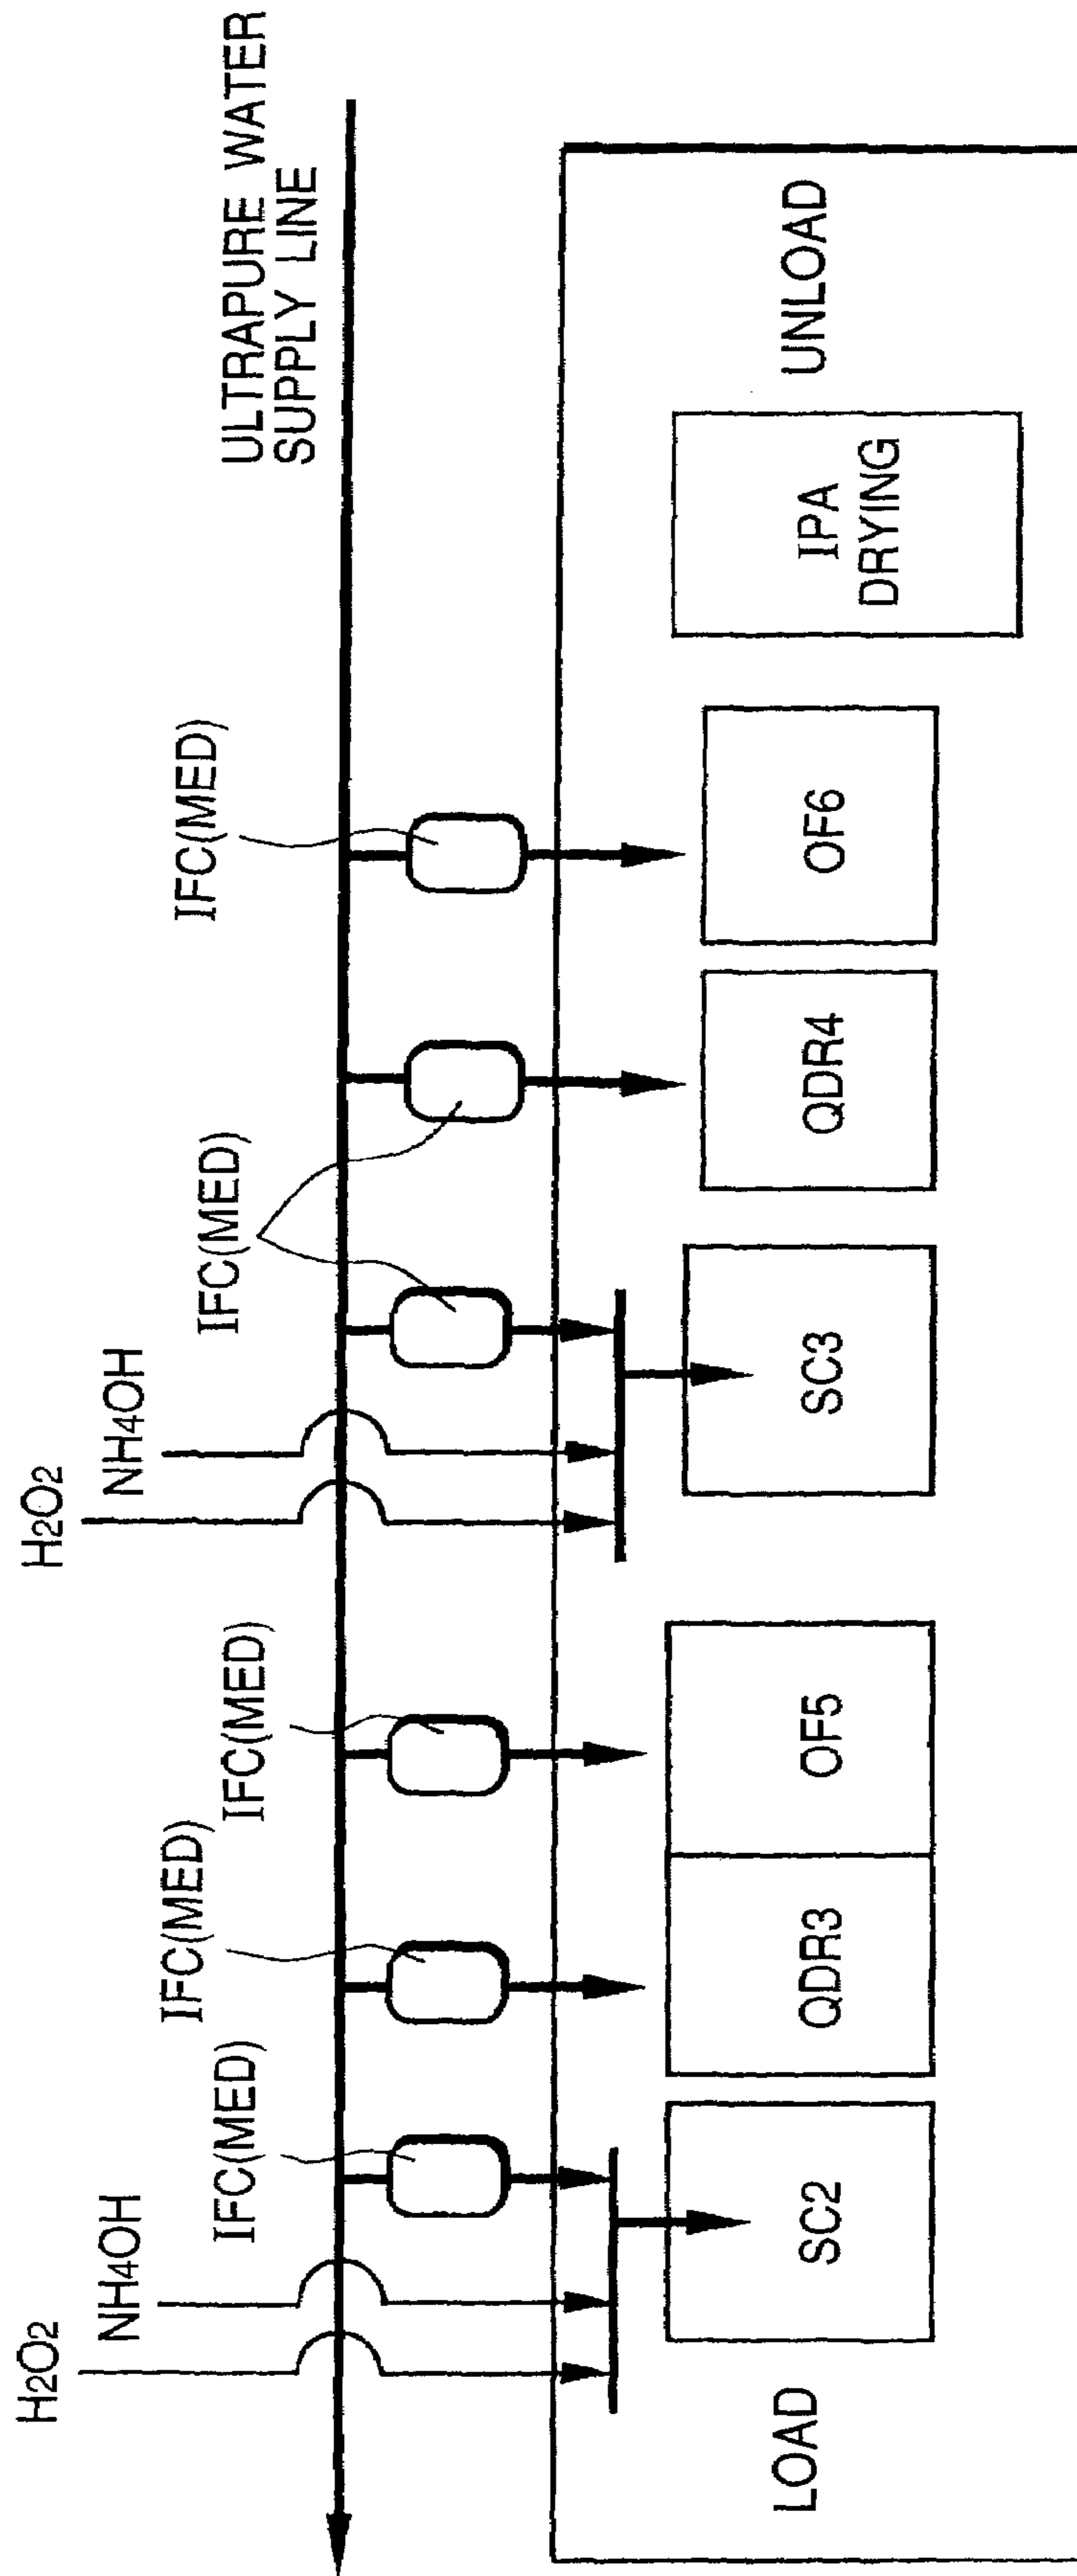 ULTRAPURE WATER
SUPPLY LINE
H2O2
NH4OH
IFC(MED)
IFC(MED)
IFC(MED)
H2O2
NH4OH
IFC(MED)
IFC(MED)
LOAD
SC2
QDR3
OF5
SC3
QDR4
OF6
IPA
DRYING
UNLOAD